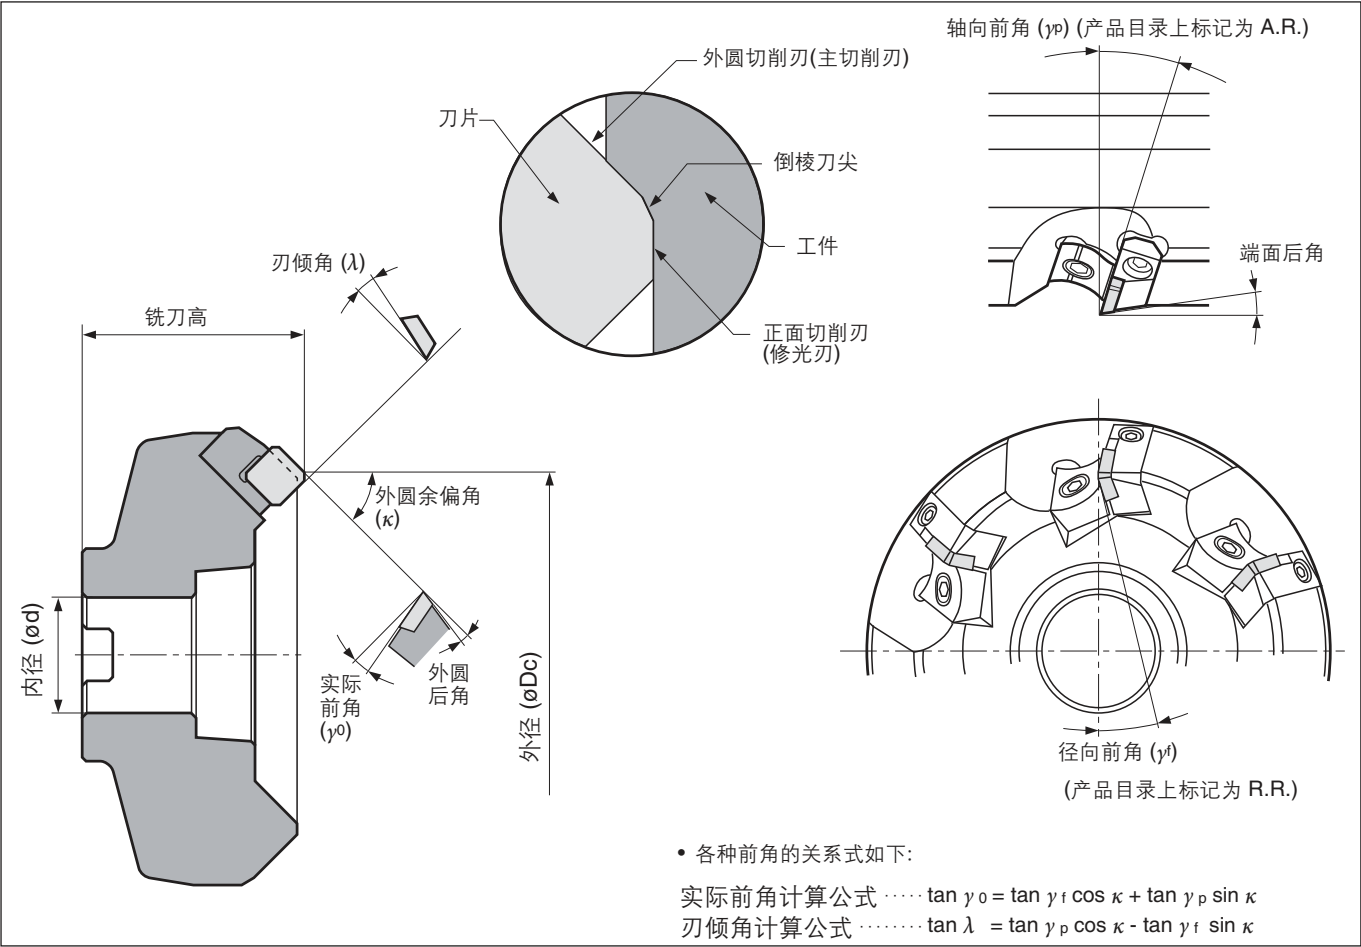 轴向前角 (γp) (产品目录上标记为 A.R.)
外圆切削刃(主切削刃)
刀片
倒棱刀尖
工件
端面后角
刃倾角 (λ)
铣刀高
正面切削刃
(修光刃)
外圆余偏角
(κ)
内径 (ød)
实际
前角
(γ0)
外圆
后角
外径 (øDc)
径向前角 (γf)
(产品目录上标记为 R.R.)
• 各种前角的关系式如下:
实际前角计算公式 ····· tan γ 0 = tan γ f cos κ + tan γ p sin κ
刃倾角计算公式 ········ tan λ = tan γ p cos κ - tan γ f sin κ